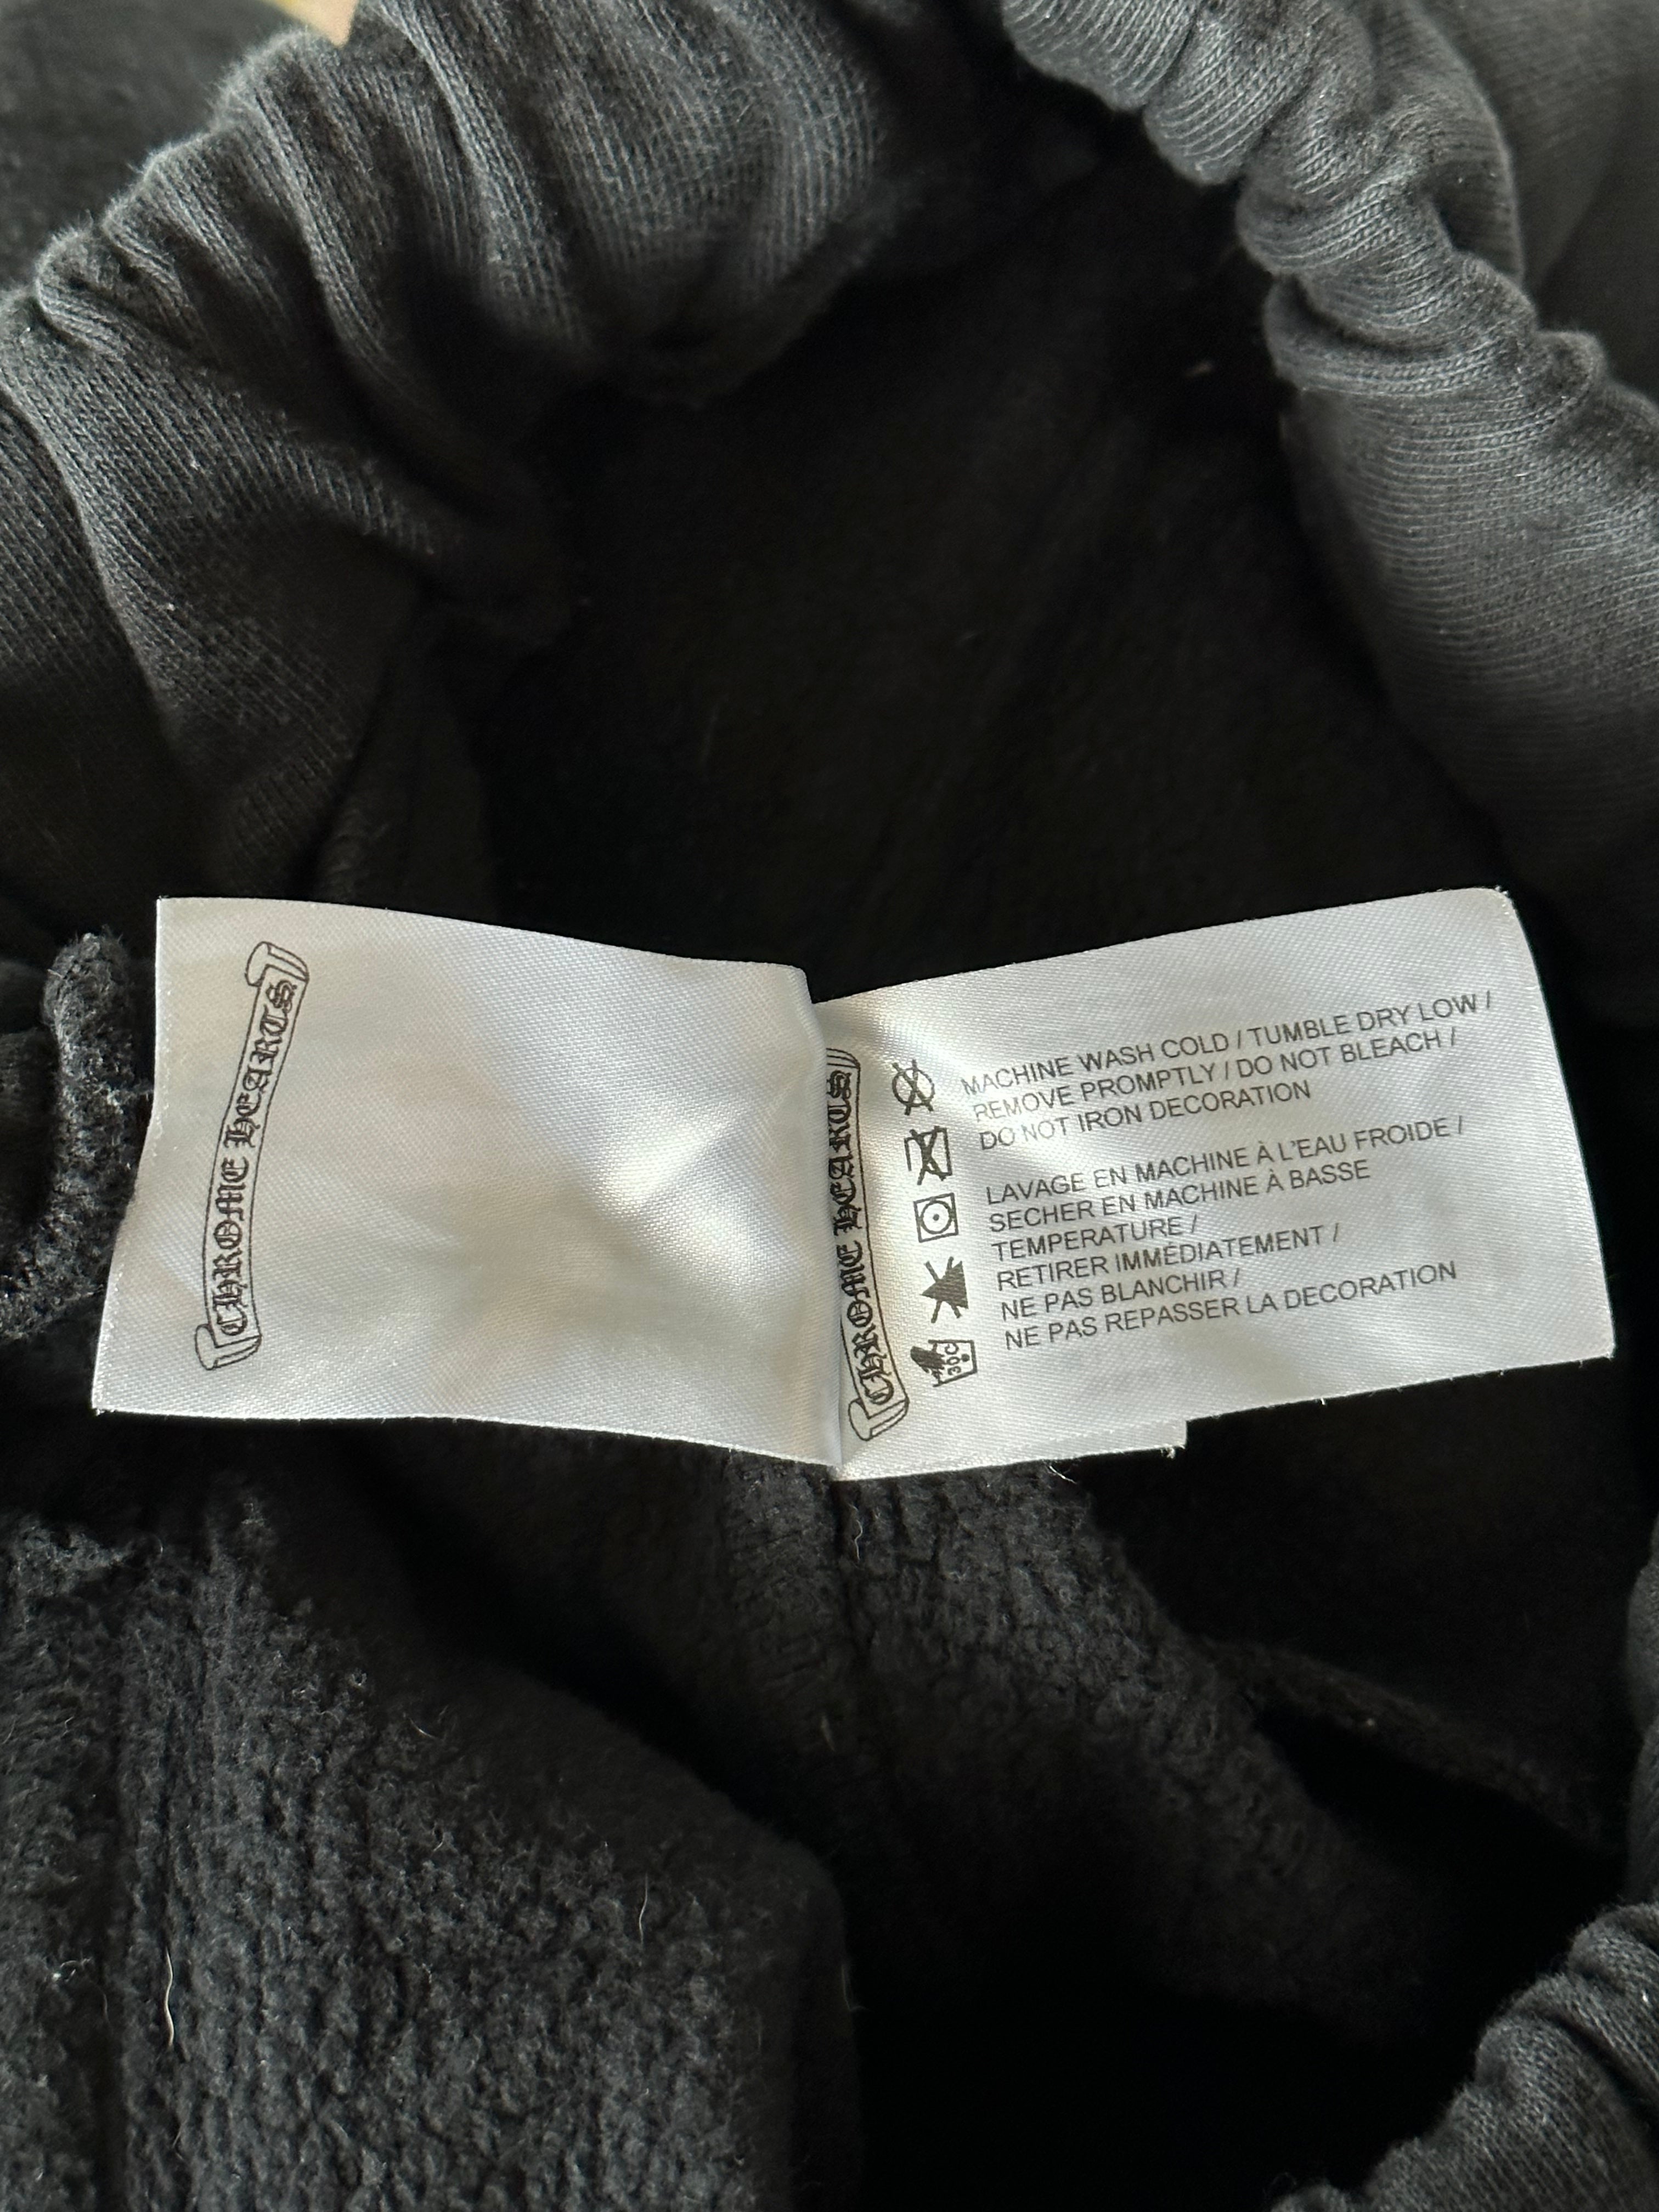 CHROME HEARTS
CHROME HEARTS
MACHINE WASH COLD / TUMBLE DRY LOW /
REMOVE PROMPTLY / DO NOT BLEACH /
DO NOT IRON DECORATION
LAVAGE EN MACHINE À L'EAU FROIDE /
SECHER EN MACHINE À BASSE
TEMPERATURE /
RETIRER IMMÉDIATEMENT /
NE PAS BLANCHIR /
NE PAS REPASSER LA DECORATION
30C